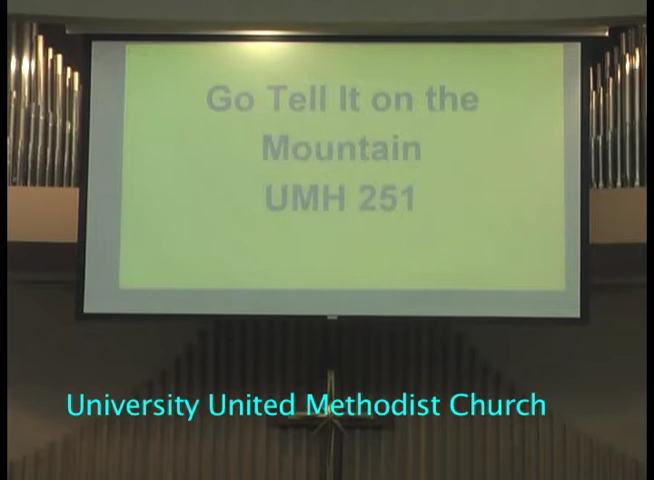 Go Tell It on the
Mountain
UMH 251
University United Methodist Church